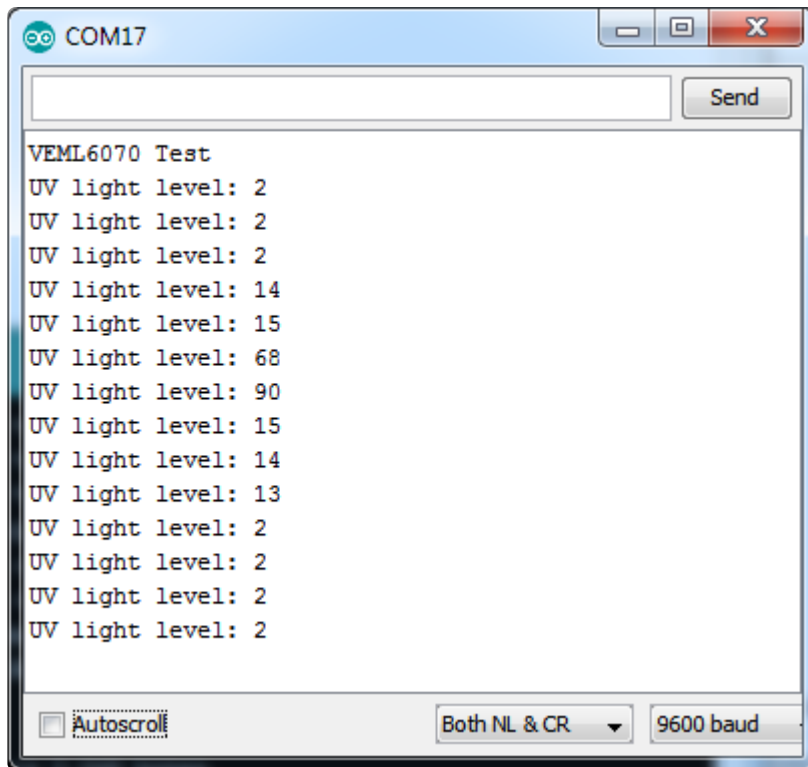 COM17
Send
VEML6070 Test
UV light level: 2
UV light level: 2
UV light level: 2
UV light level: 14
UV light level: 15
UV light level: 68
UV light level: 90
UV light level: 15
UV light level: 14
UV light level: 13
UV light level: 2
UV light level: 2
UV light level: 2
UV light level: 2
Autoscroll Both NL & CR 9600 baud